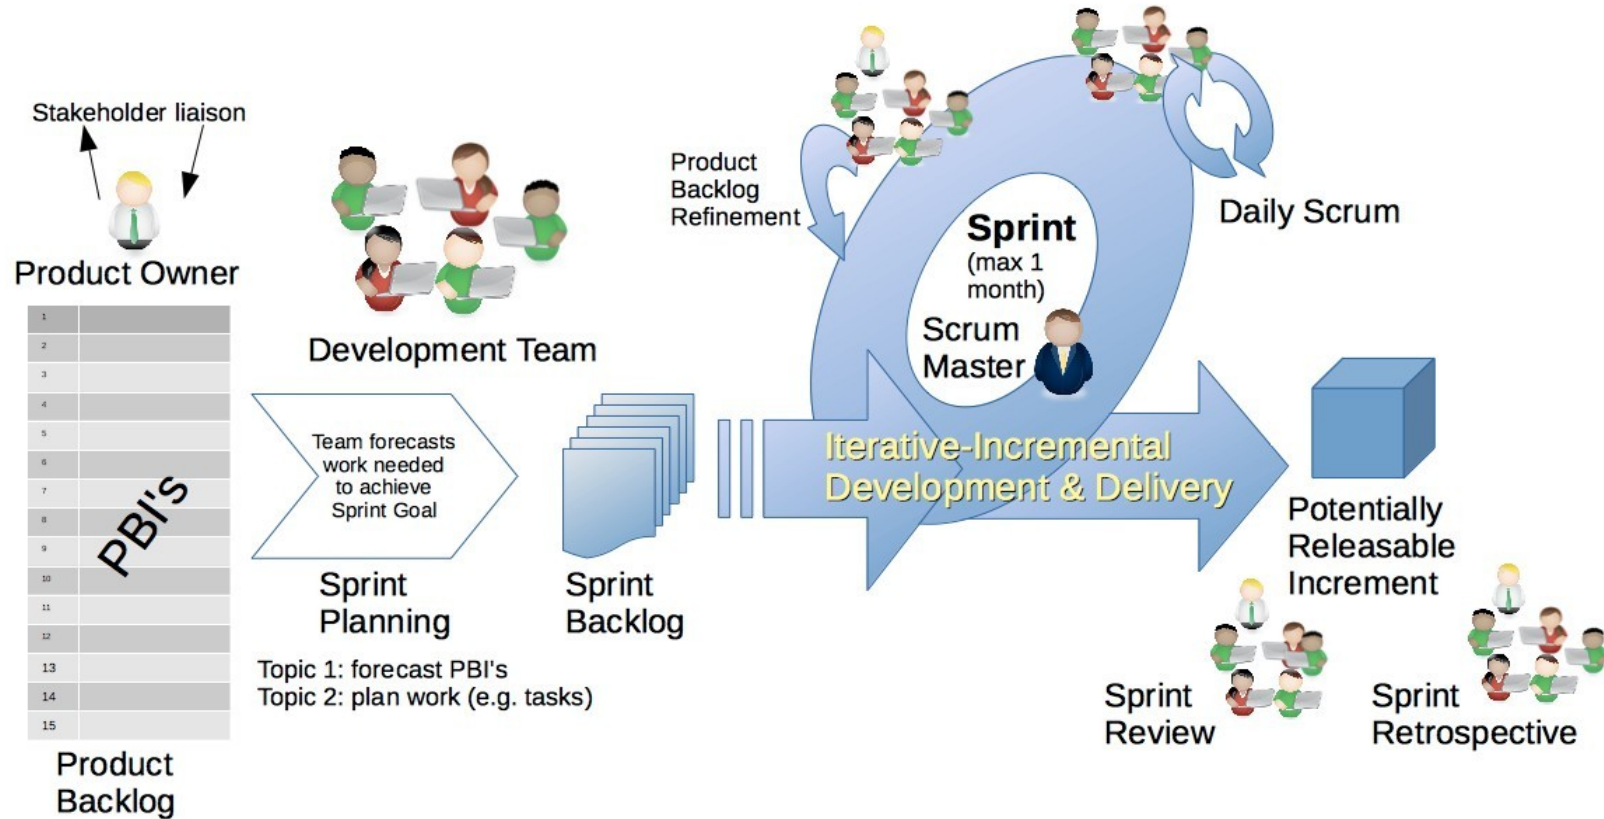 Stakeholder liaison
Product Owner
1
2
3
4
5
6
7
8
9
10
11
12
13
14
15
PBI's
Product
Backlog
Development Team
Team forecasts
work needed
to achieve
Sprint Goal
Sprint
Planning
Topic 1: forecast PBI's
Topic 2: plan work (e.g. tasks)
Sprint
Backlog
Product
Backlog
Refinement
Sprint
(max 1
month)
Scrum
Master
Daily Scrum
Iterative-Incremental
Development & Delivery
Potentially
Releasable
Increment
Sprint
Review
Sprint
Retrospective